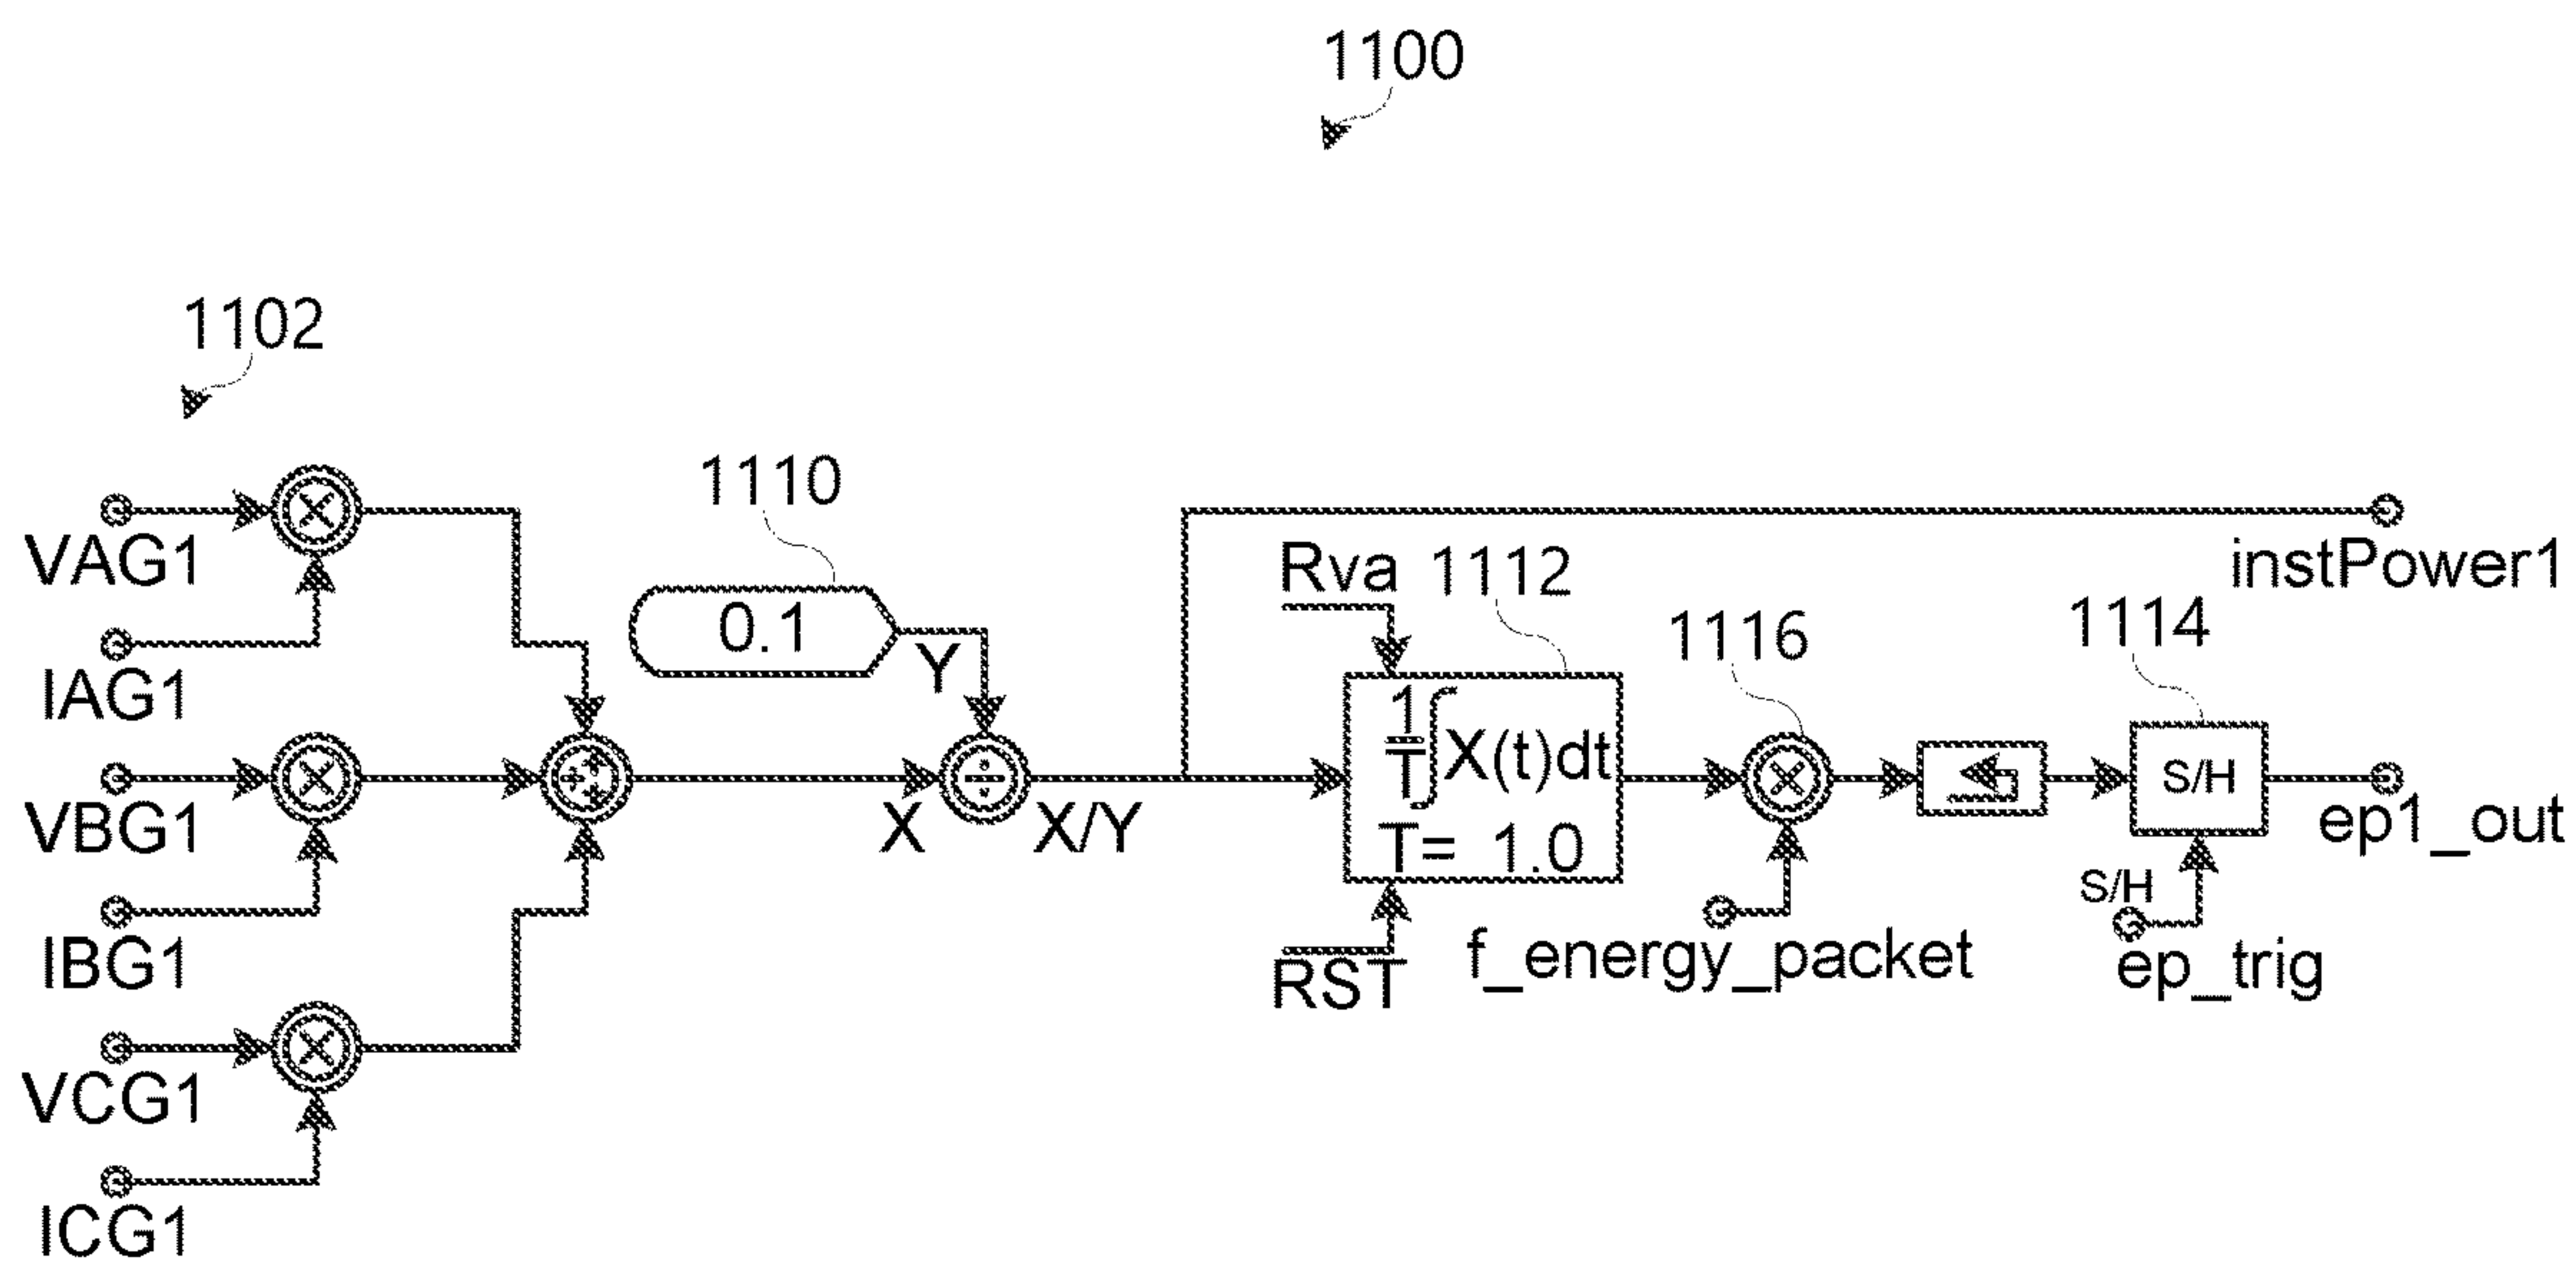 1100
1102
1110
VAG1
0.1
Y
instPower1
Rva
1112
1116
1114
IAG1
1/T∫X(t)dt
T= 1.0
S/H
VBG1
X
X/Y
ep1_out
S/H
IBG1
RST
f_energy_packet
ep_trig
VCG1
ICG1